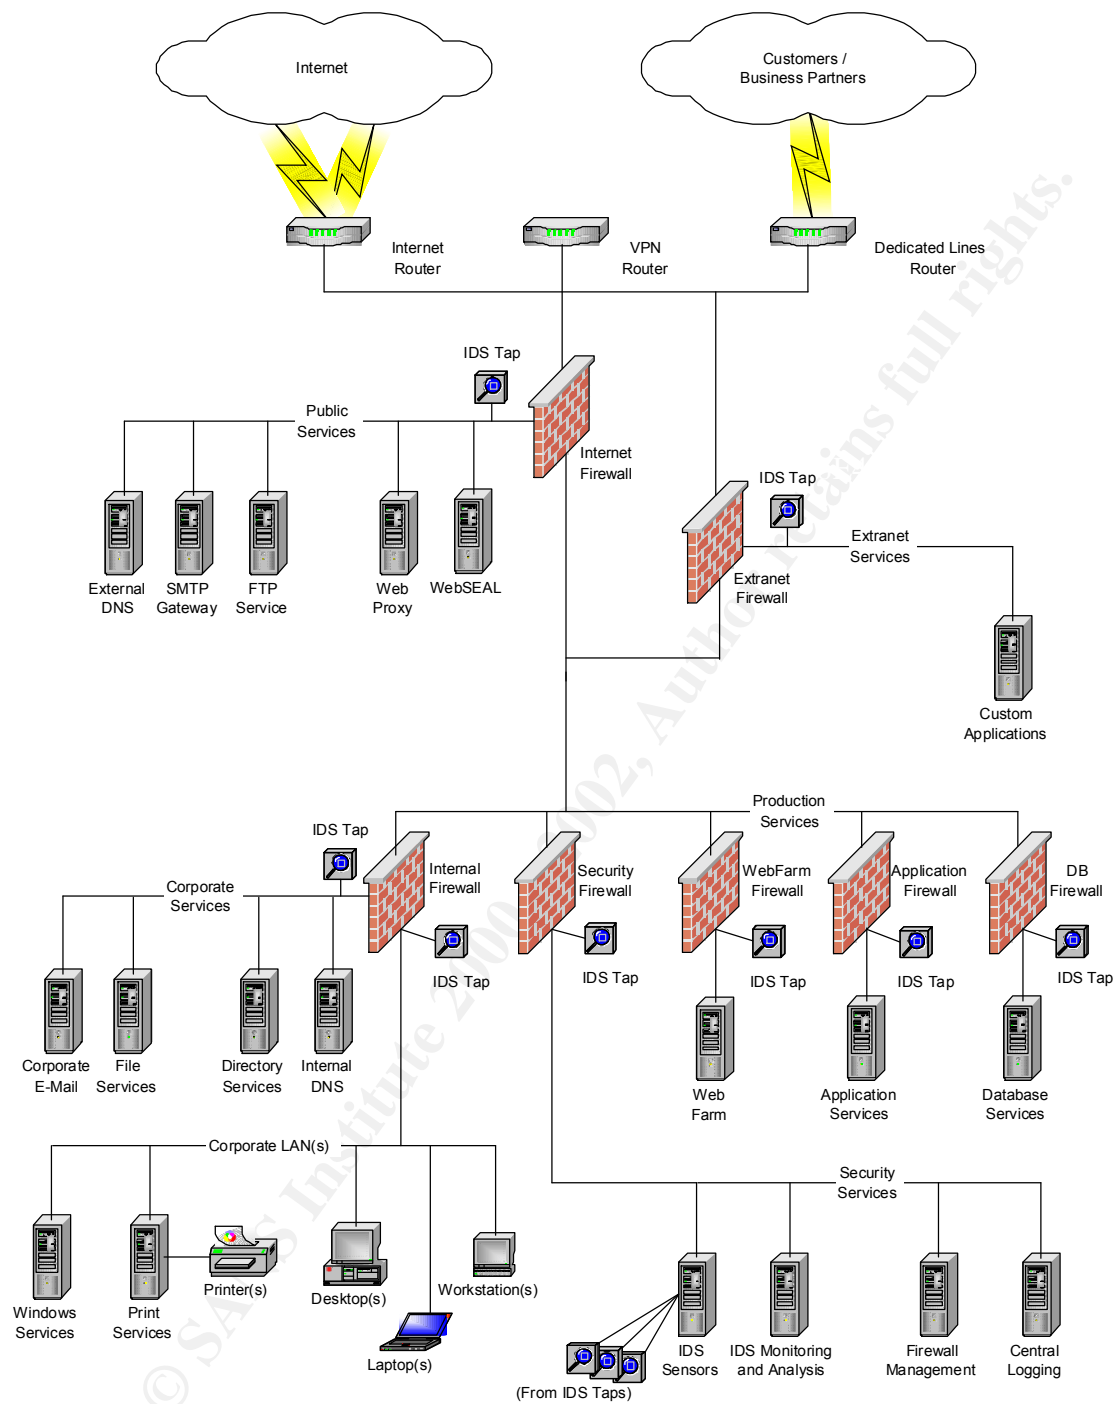 Internet
Customers /
Business Partners
Internet
Router
VPN
Router
Dedicated Lines
Router
IDS Tap
Public
Services
Internet
Firewall
IDS Tap
Extranet
Services
External
DNS
SMTP
Gateway
FTP
Service
Web
Proxy
WebSEAL
Extranet
Firewall
Custom
Applications
Production
Services
IDS Tap
Internal
Firewall
Security
Firewall
WebFarm
Firewall
Application
Firewall
DB
Firewall
Corporate
Services
IDS Tap
IDS Tap
IDS Tap
IDS Tap
IDS Tap
Corporate
E-Mail
File
Services
Directory
Services
Internal
DNS
Web
Farm
Application
Services
Database
Services
Corporate LAN(s)
Security
Services
Windows
Services
Print
Services
Printer(s)
Desktop(s)
Laptop(s)
Workstation(s)
(From IDS Taps)
IDS
Sensors
IDS Monitoring
and Analysis
Firewall
Management
Central
Logging
© SANS Institute 2000 - 2002, Author retains full rights.